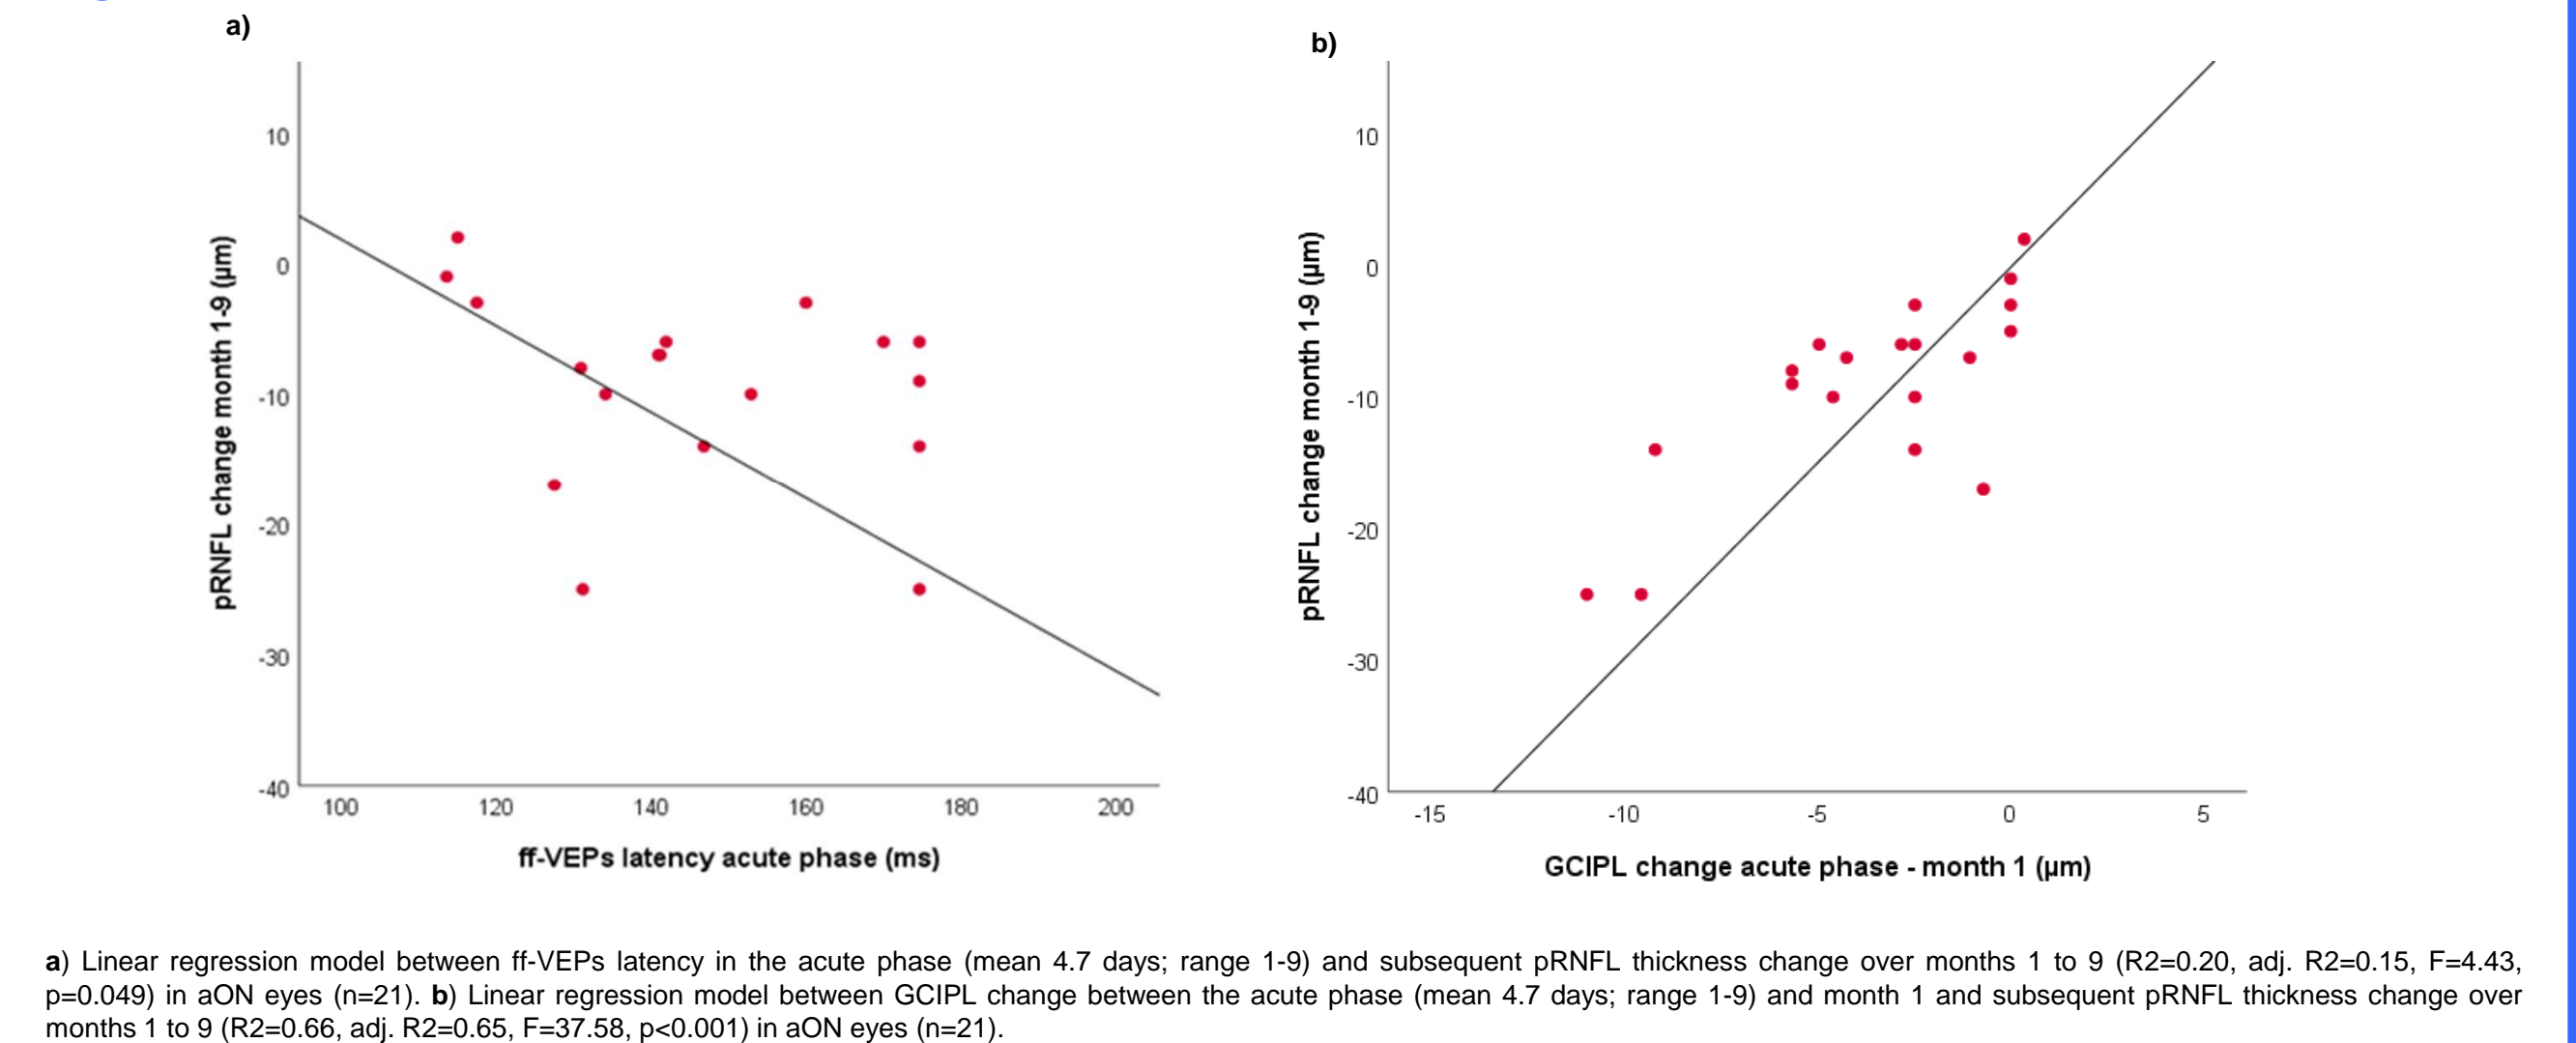 a)
10
0
-10
-20
-30
-40
pRNFL change month 1-9 (µm)
100 120 140 160 180 200
ff-VEPs latency acute phase (ms)
b)
10
0
-10
-20
-30
-40
pRNFL change month 1-9 (µm)
-15 -10 -5 0 5
GCIPL change acute phase - month 1 (µm)
a) Linear regression model between ff-VEPs latency in the acute phase (mean 4.7 days; range 1-9) and subsequent pRNFL thickness change over months 1 to 9 (R2=0.20, adj. R2=0.15, F=4.43,
p=0.049) in aON eyes (n=21). b) Linear regression model between GCIPL change between the acute phase (mean 4.7 days; range 1-9) and month 1 and subsequent pRNFL thickness change over
months 1 to 9 (R2=0.66, adj. R2=0.65, F=37.58, p<0.001) in aON eyes (n=21).